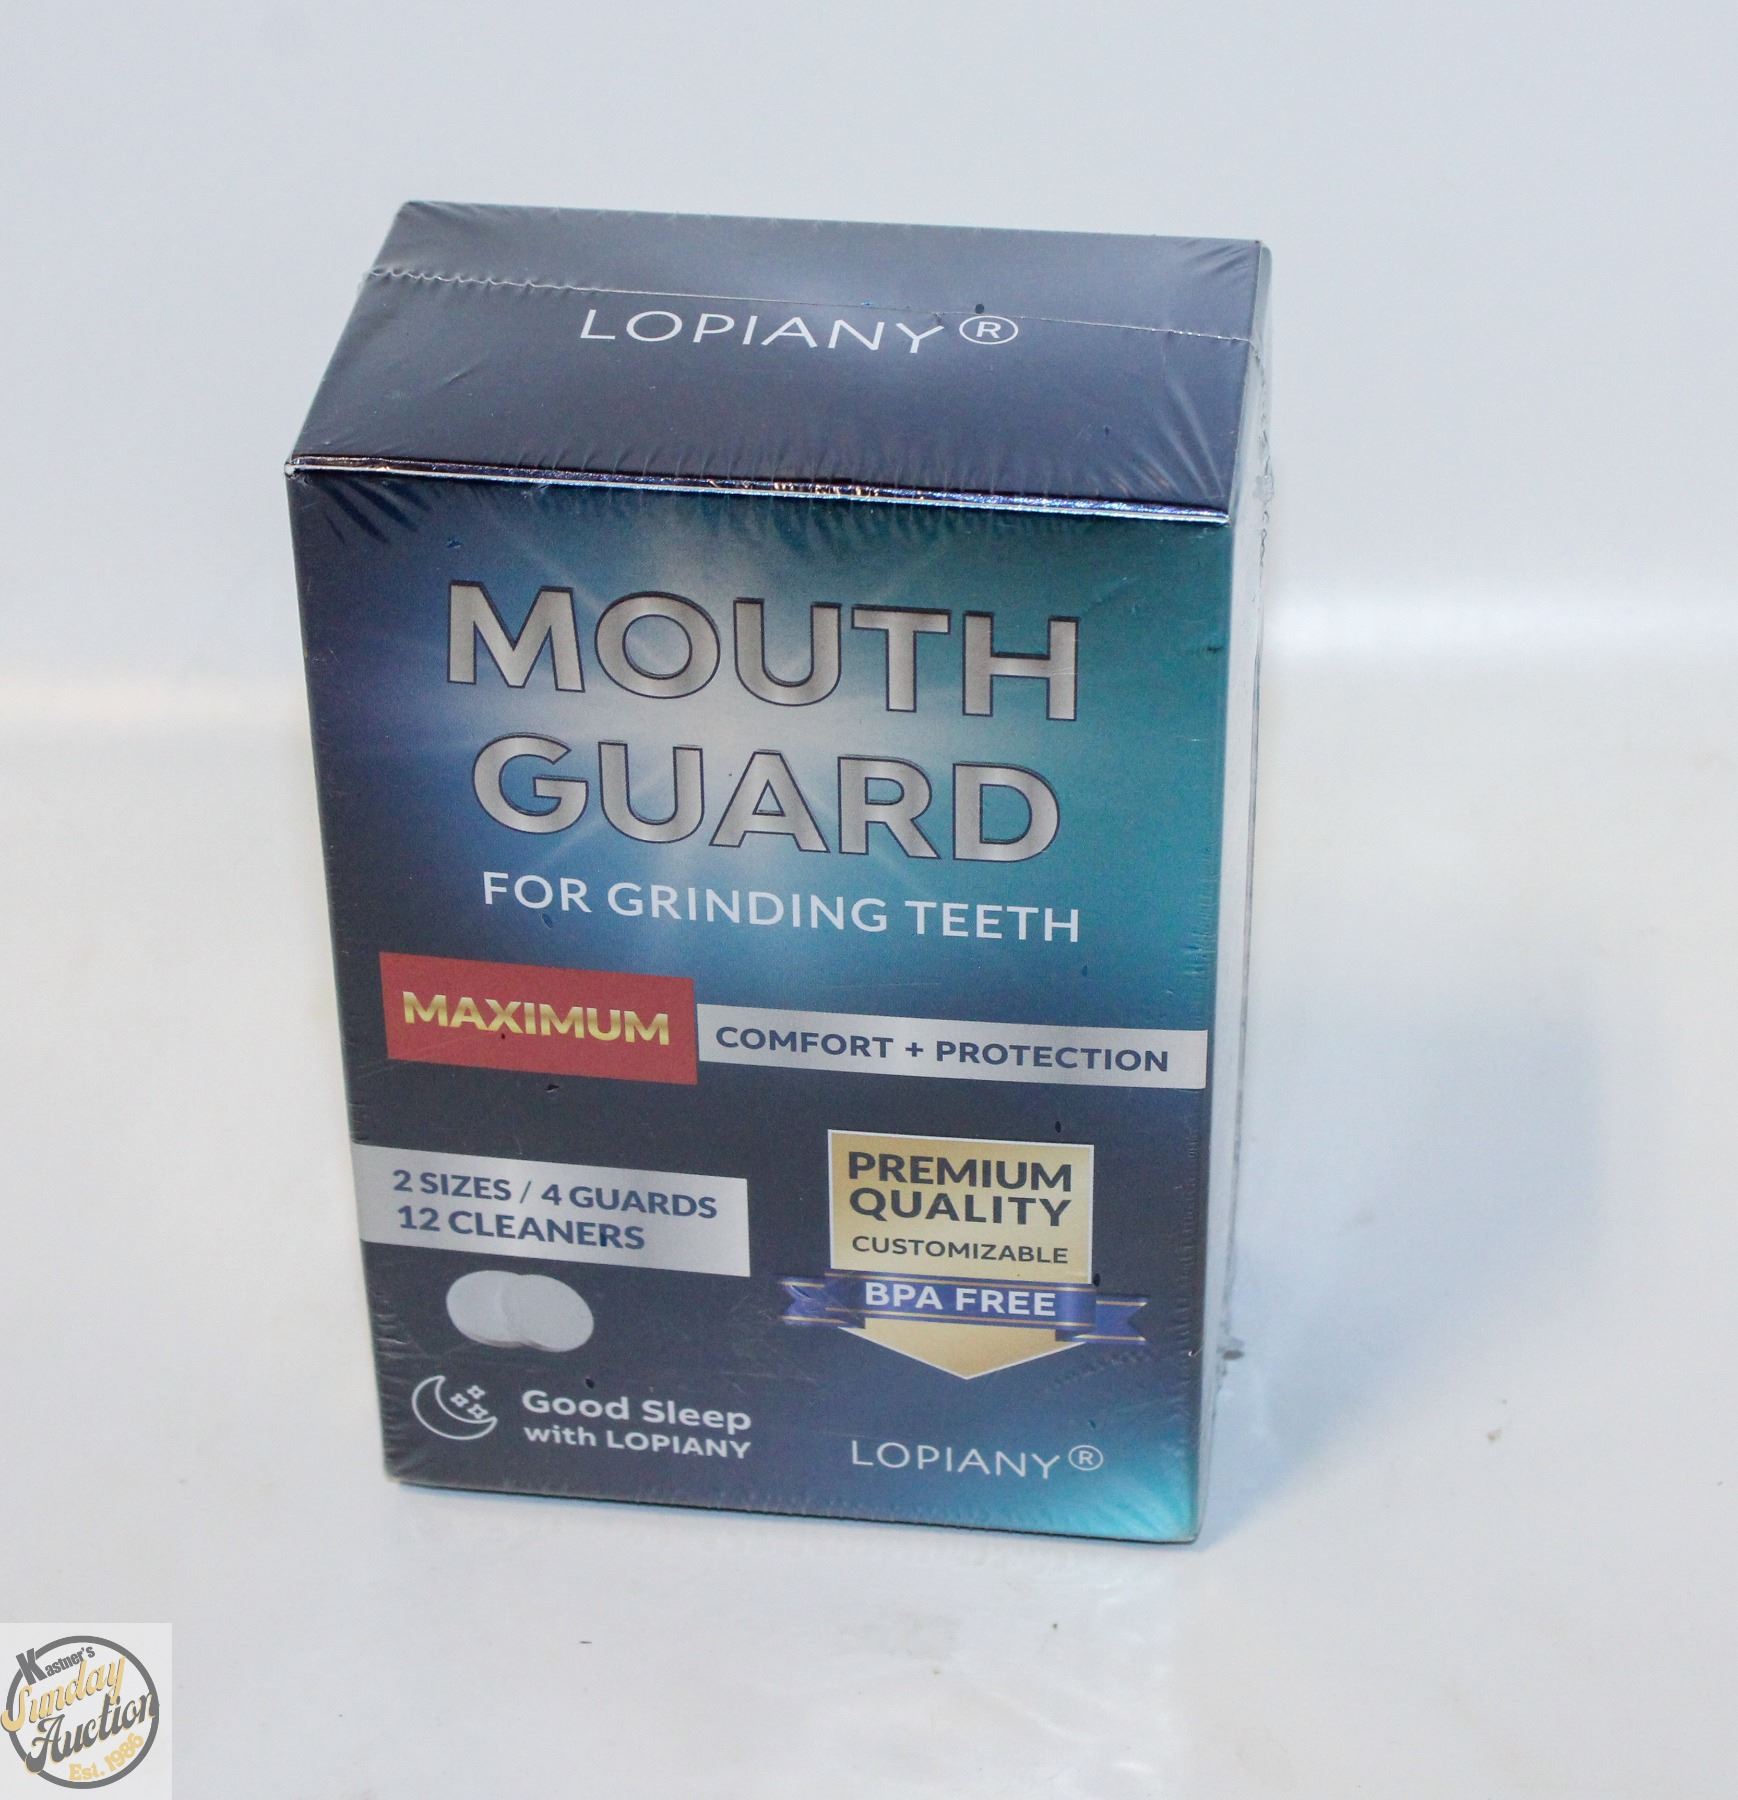 LOPIANY®
MOUTH
GUARD
FOR GRINDING TEETH
MAXIMUM
COMFORT + PROTECTION
2 SIZES / 4 GUARDS
12 CLEANERS
PREMIUM
QUALITY
CUSTOMIZABLE
BPA FREE
Good Sleep
with LOPIANY
LOPIANY®
Kastner's
Sunday
Auction
Est. 1986